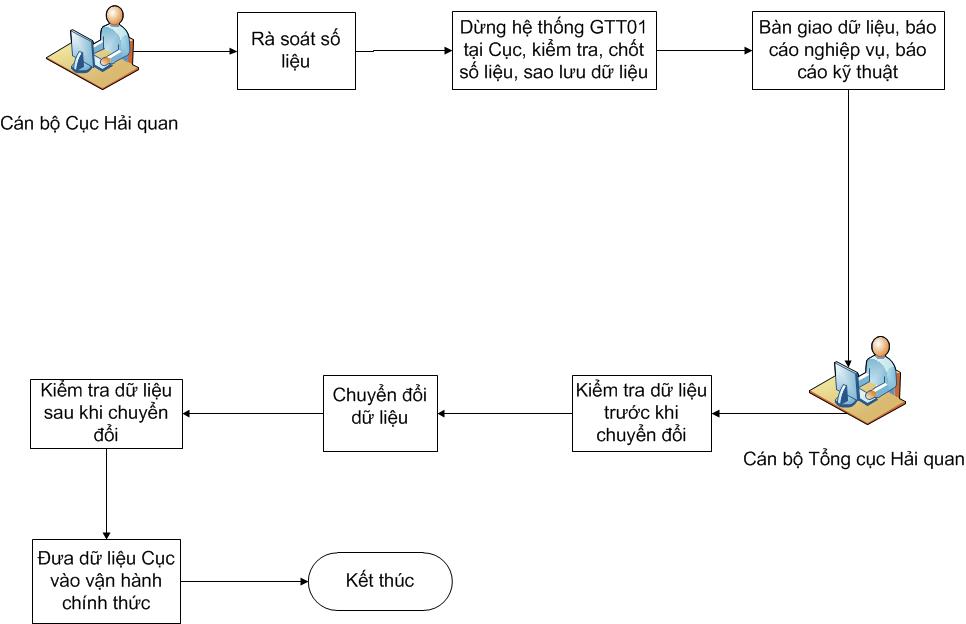 Rà soát số
liệu
Dừng hệ thống GTT01
tại Cục, kiểm tra, chốt
số liệu, sao lưu dữ liệu
Bàn giao dữ liệu, báo
cáo nghiệp vụ, báo
cáo kỹ thuật
Cán bộ Cục Hải quan
Cán bộ Tổng cục Hải quan
Kiểm tra dữ liệu
trước khi
chuyển đổi
Chuyển đổi
dữ liệu
Kiểm tra dữ liệu
sau khi chuyển
đổi
Đưa dữ liệu Cục
vào vận hành
chính thức
Kết thúc